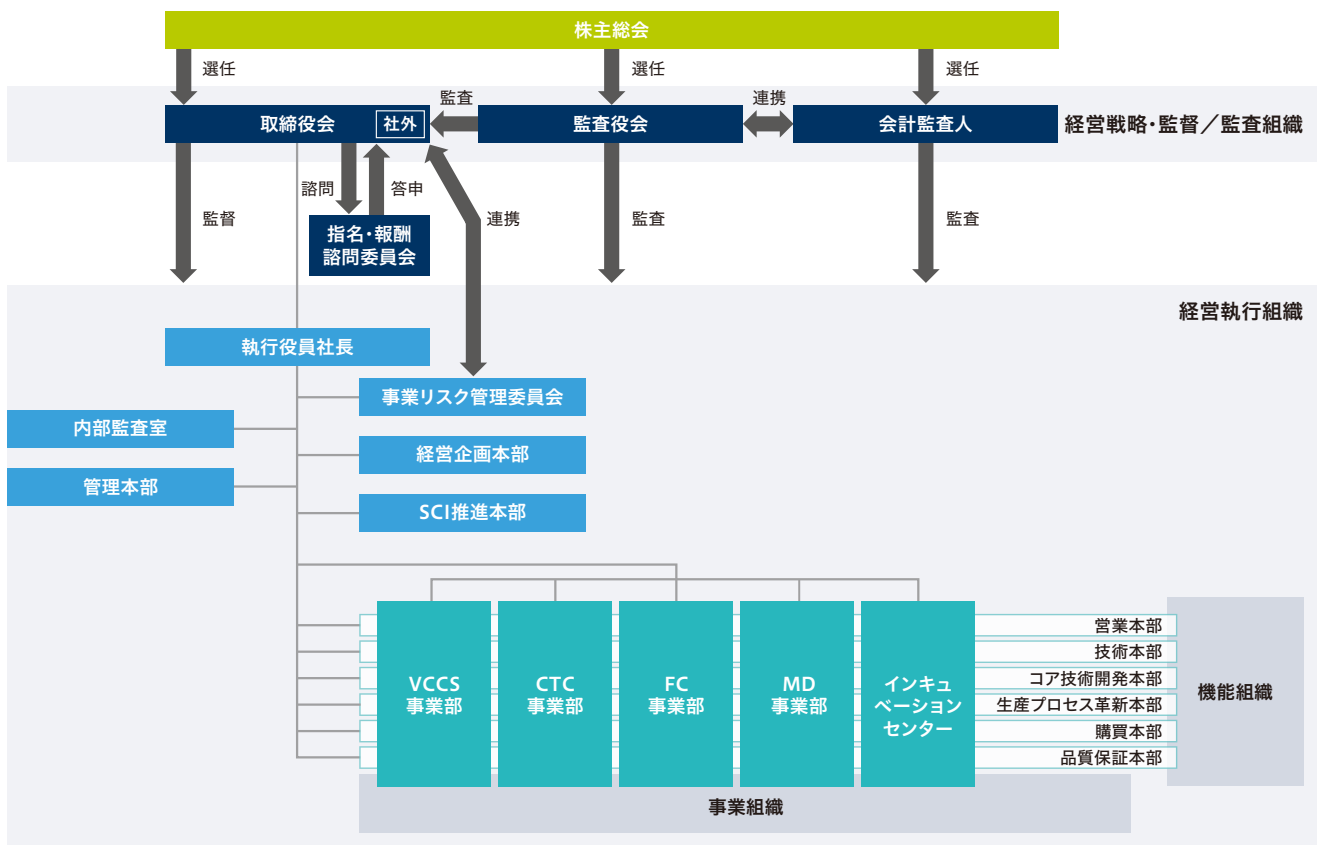 株主総会
選任
選任
選任
監査
連携
取締役会
社外
監査役会
会計監査人
経営戦略・監督／監査組織
諮問
答申
監督
連携
監査
監査
指名・報酬
諮問委員会
経営執行組織
執行役員社長
事業リスク管理委員会
内部監査室
経営企画本部
管理本部
SCI推進本部
VCCS
事業部
CTC
事業部
FC
事業部
MD
事業部
インキュ
ベーション
センター
営業本部
技術本部
コア技術開発本部
生産プロセス革新本部
購買本部
品質保証本部
機能組織
事業組織